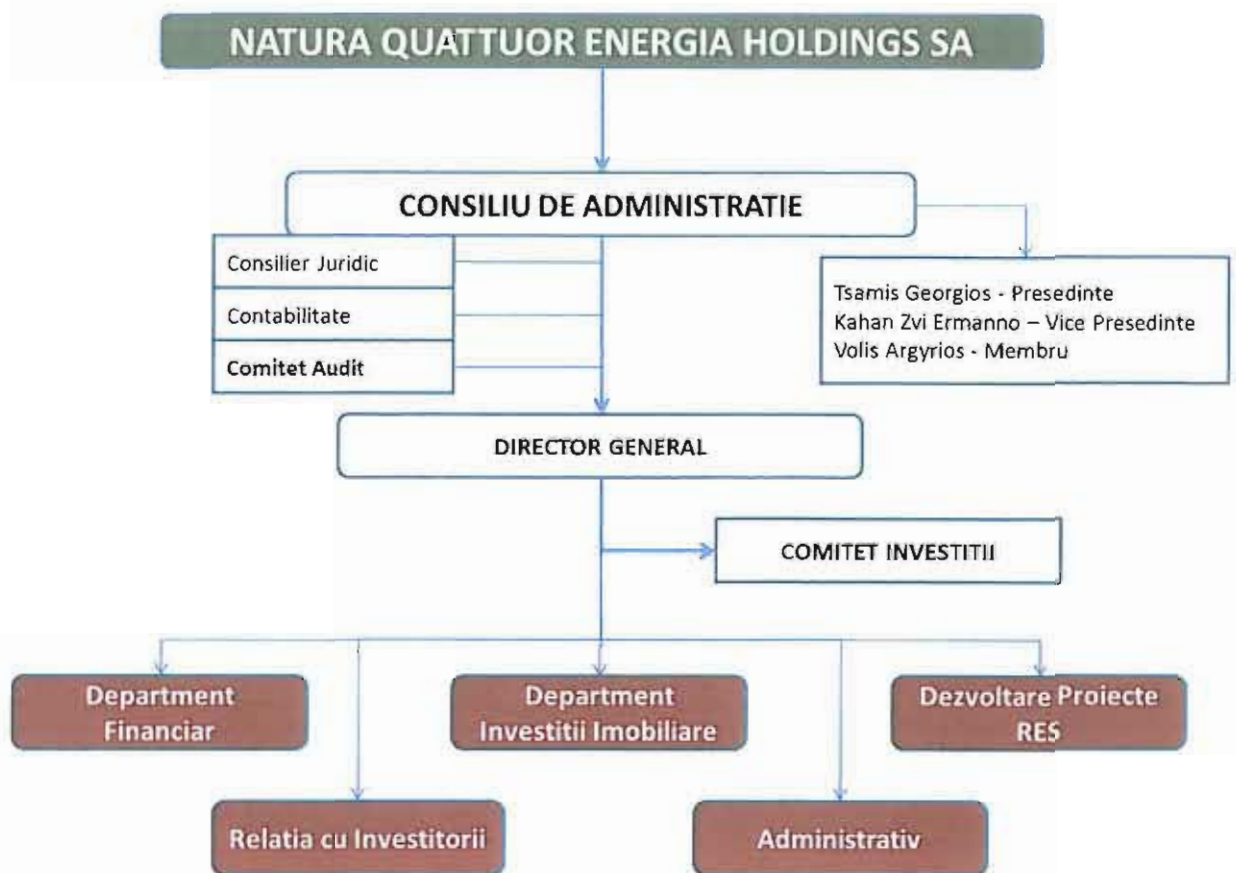 NATURA QUATTUOR ENERGIA HOLDINGS SA
CONSILIU DE ADMINISTRATIE
Consilier Juridic
Contabilitate
Comitet Audit
Tsamis Georgios - Presedinte
Kahan Zvi Ermanno – Vice Presedinte
Volis Argyrios - Membru
DIRECTOR GENERAL
COMITET INVESTITII
Department
Financiar
Department
Investitii Imobiliare
Dezvoltare Proiecte
RES
Relatia cu Investitorii
Administrativ